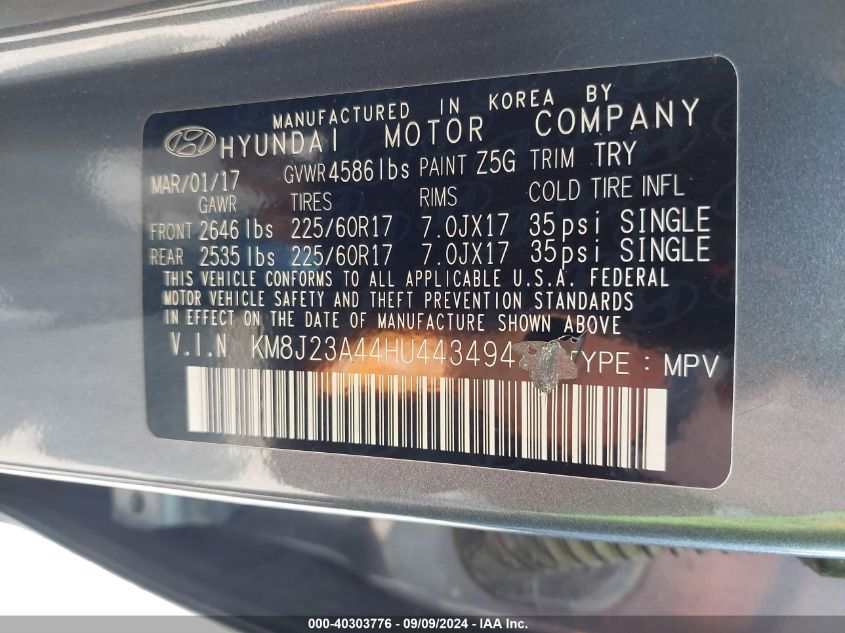 MANUFACTURED IN KOREA BY
HYUNDAI MOTOR COMPANY
MAR/01/17 GVWR 4586lbs PAINT Z5G TRIM TRY
GAWR TIRES RIMS COLD TIRE INFL
FRONT 2646 lbs 225/60R17 7.0JX17 35psi SINGLE
REAR 2535 lbs 225/60R17 7.0JX17 35psi SINGLE
THIS VEHICLE CONFORMS TO ALL APPLICABLE U.S.A. FEDERAL
MOTOR VEHICLE SAFETY AND THEFT PREVENTION STANDARDS
IN EFFECT ON THE DATE OF MANUFACTURE SHOWN ABOVE
V.I.N KM8J23A44HU443494 TYPE : MPV
000-40303776 - 09/09/2024 - IAA Inc.